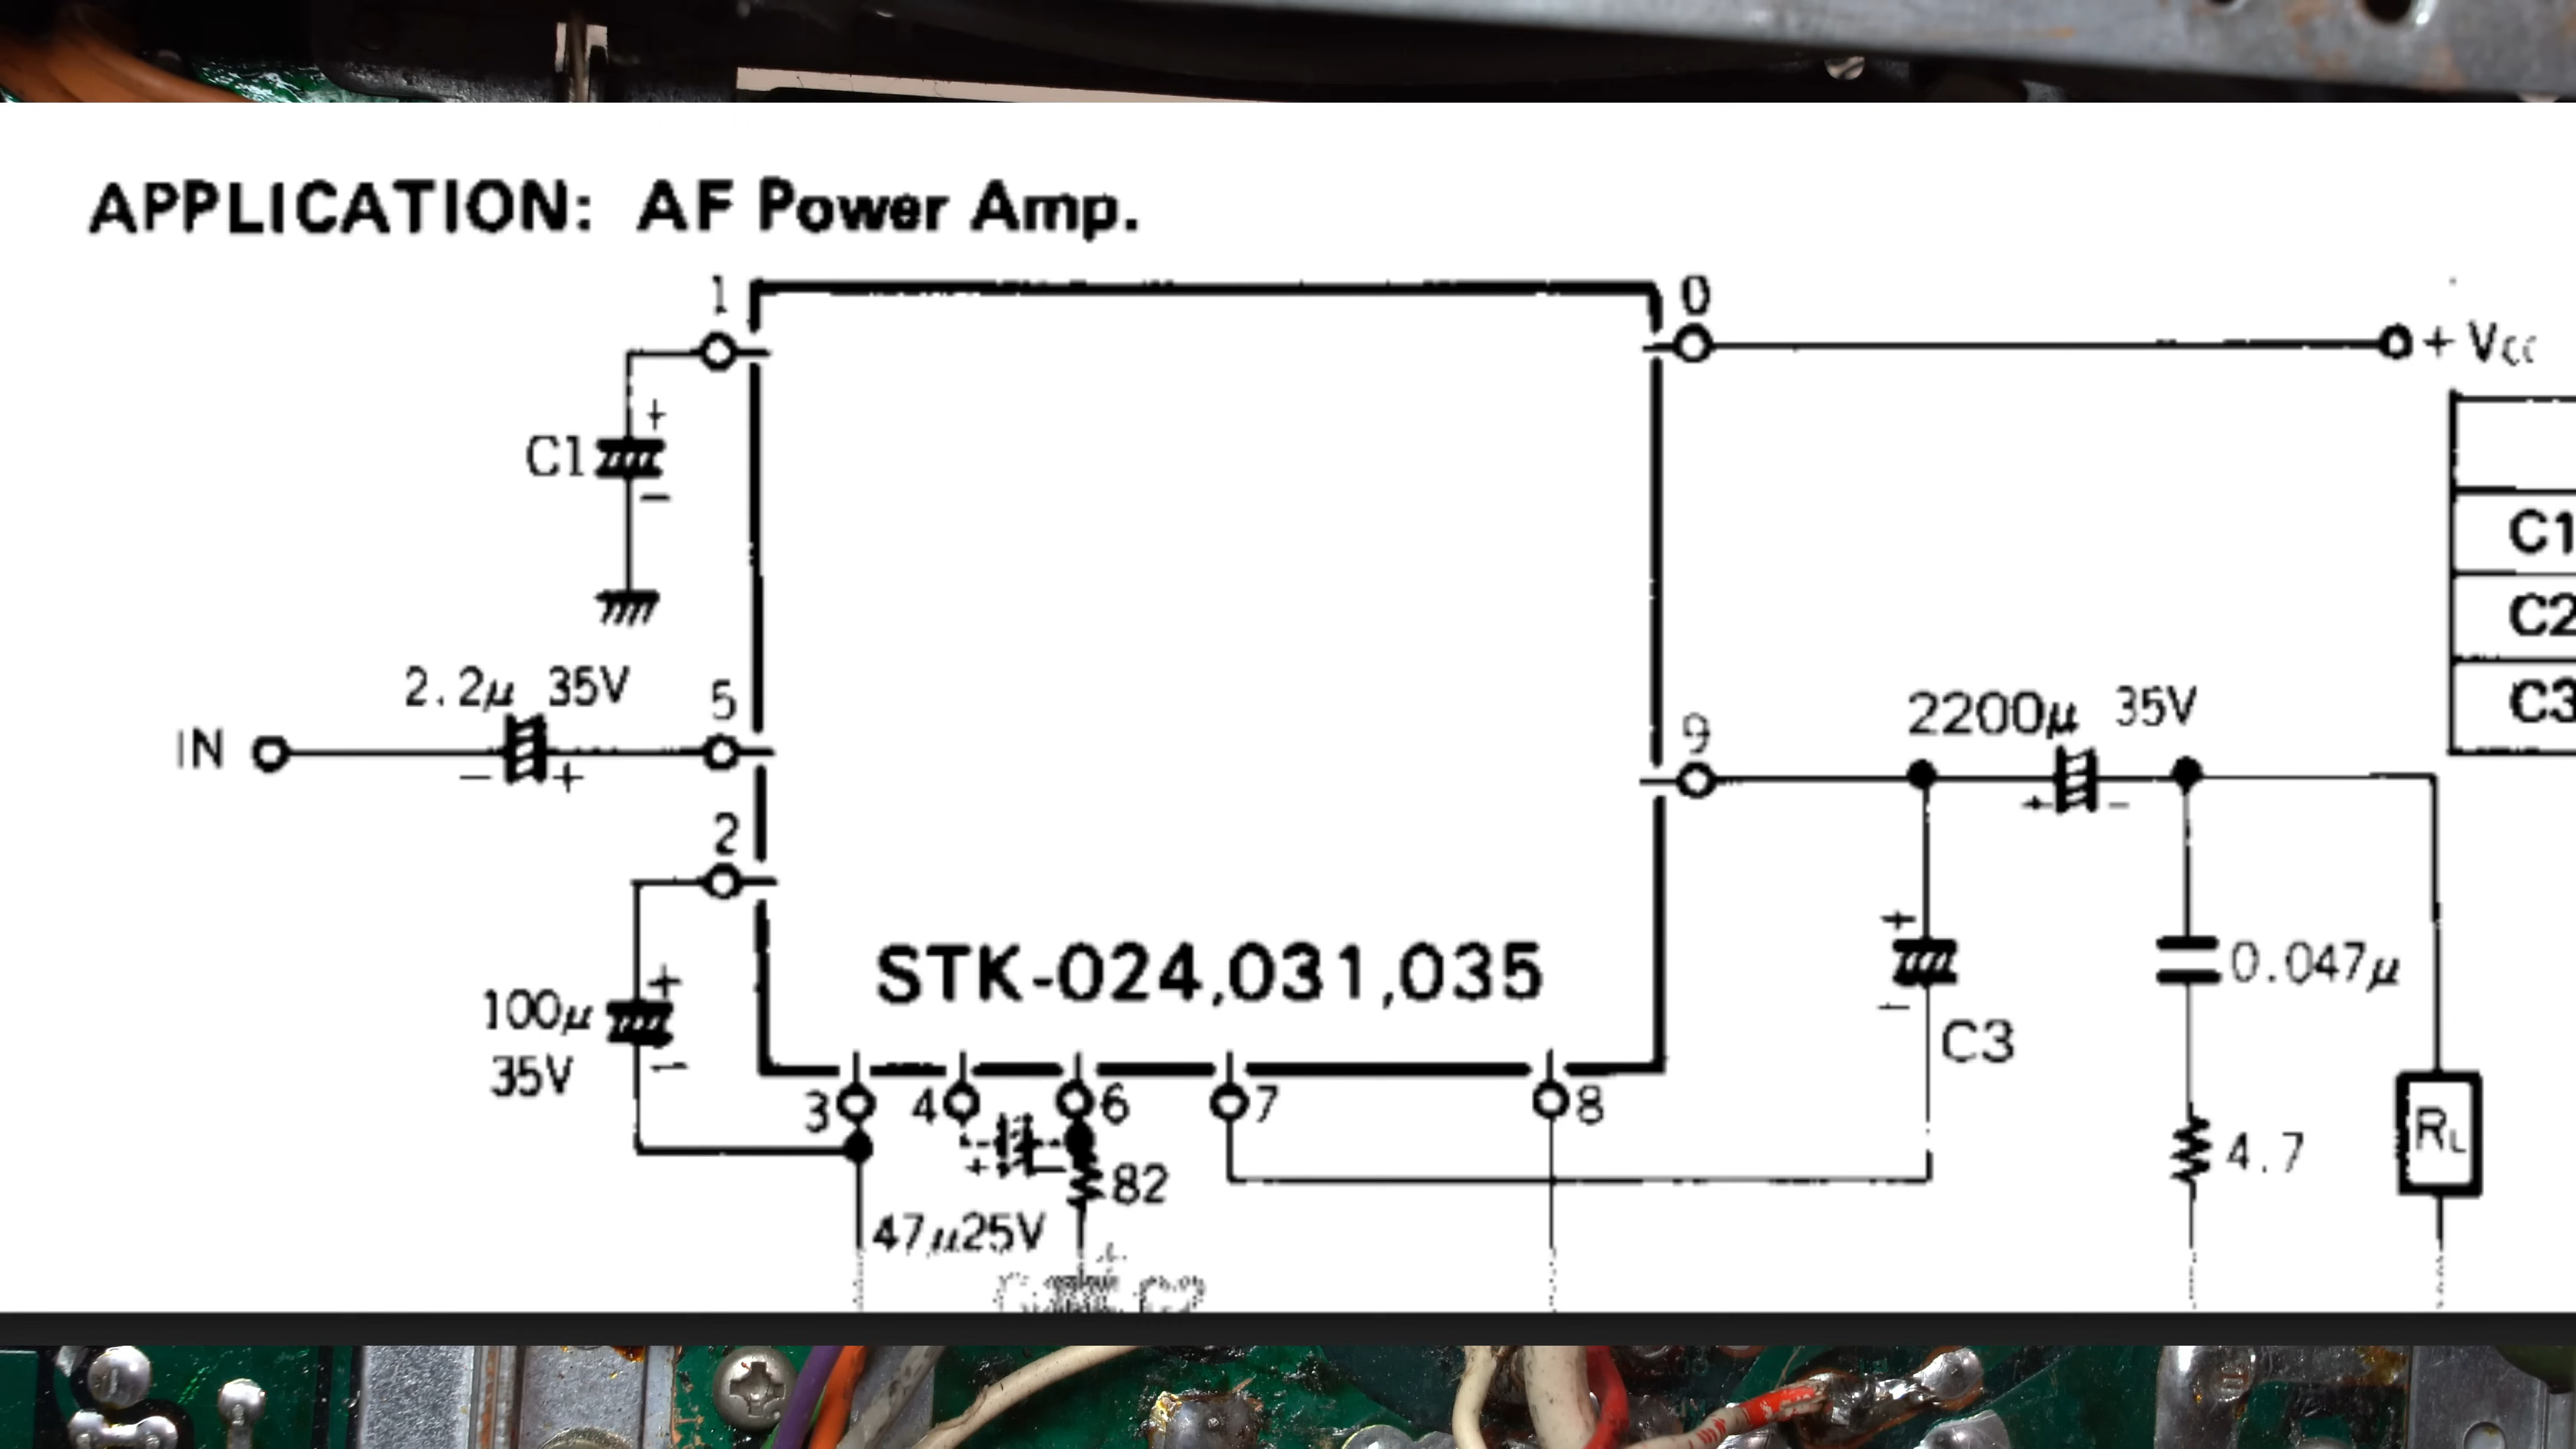 APPLICATION: AF Power Amp.
1
0
+ Vcc
C1
+
−
C1
C2
C3
2.2μ 35V
5
IN
−
+
2
9
2200μ 35V
+
−
100μ
35V
+
−
STK-024,031,035
+
−
C3
0.047μ
3
4
6
7
8
+
−
82
4.7
RL
47μ25V
+
C2